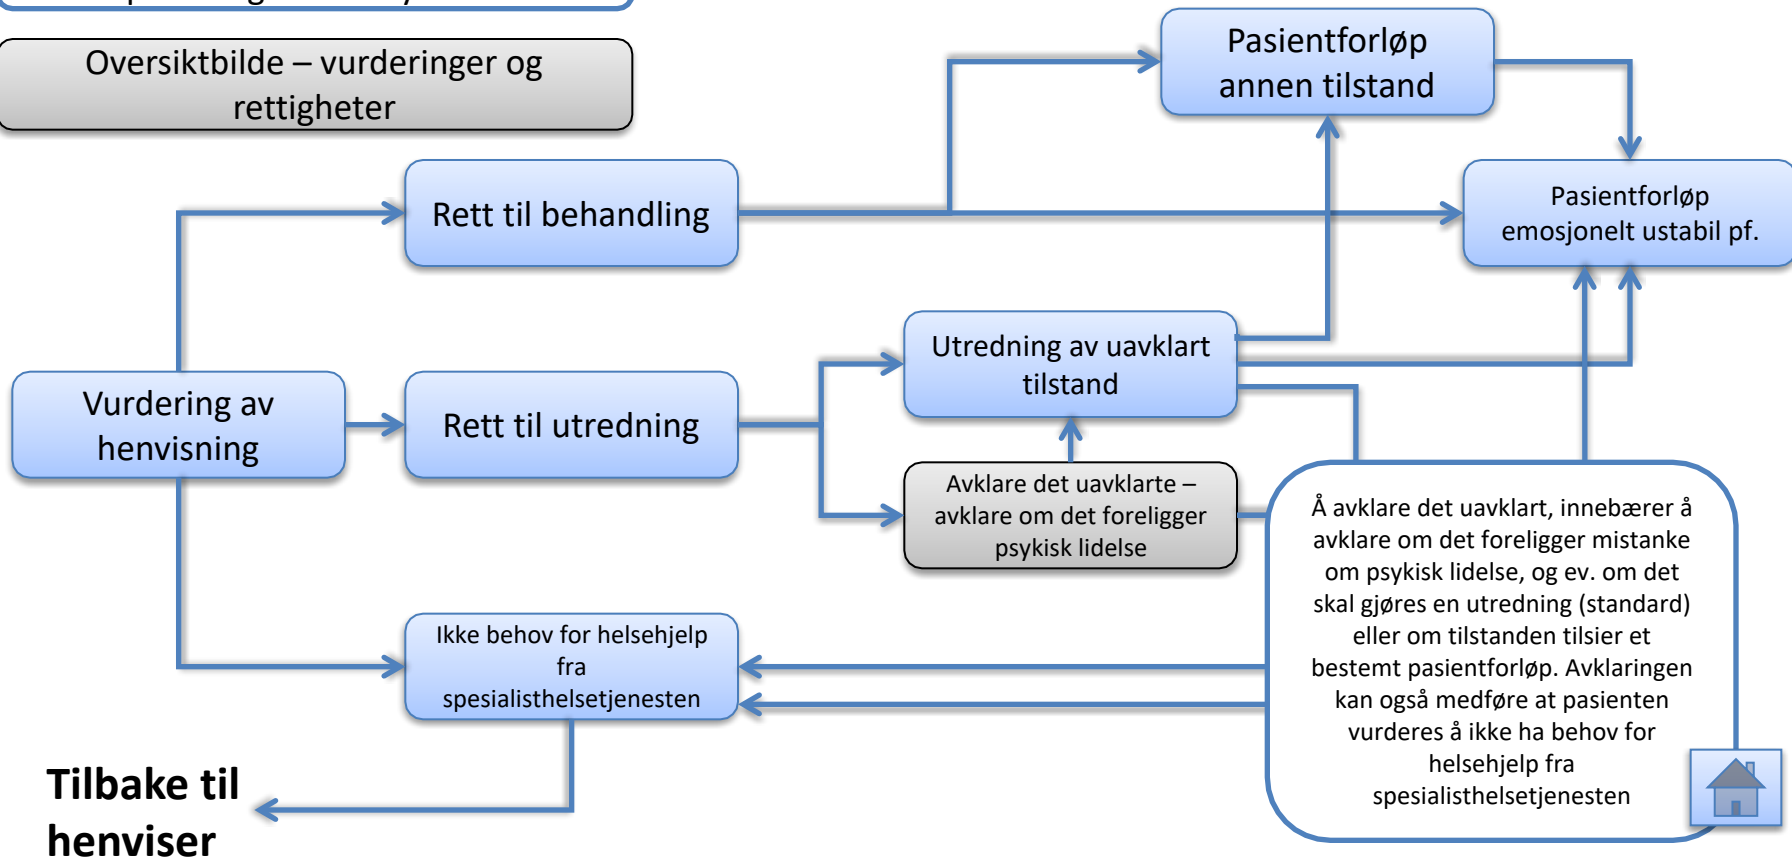 Oversiktbilde – vurderinger og
rettigheter
Pasientforløp
annen tilstand
Rett til behandling
Pasientforløp
emosjonelt ustabil pf.
Utredning av uavklart
tilstand
Vurdering av
henvisning
Rett til utredning
Avklare det uavklarte –
avklare om det foreligger
psykisk lidelse
Å avklare det uavklart, innebærer å
avklare om det foreligger mistanke
om psykisk lidelse, og ev. om det
skal gjøres en utredning (standard)
eller om tilstanden tilsier et
bestemt pasientforløp. Avklaringen
kan også medføre at pasienten
vurderes å ikke ha behov for
helsehjelp fra
spesialisthelsetjenesten
Ikke behov for helsehjelp
fra
spesialisthelsetjenesten
Tilbake til
henviser